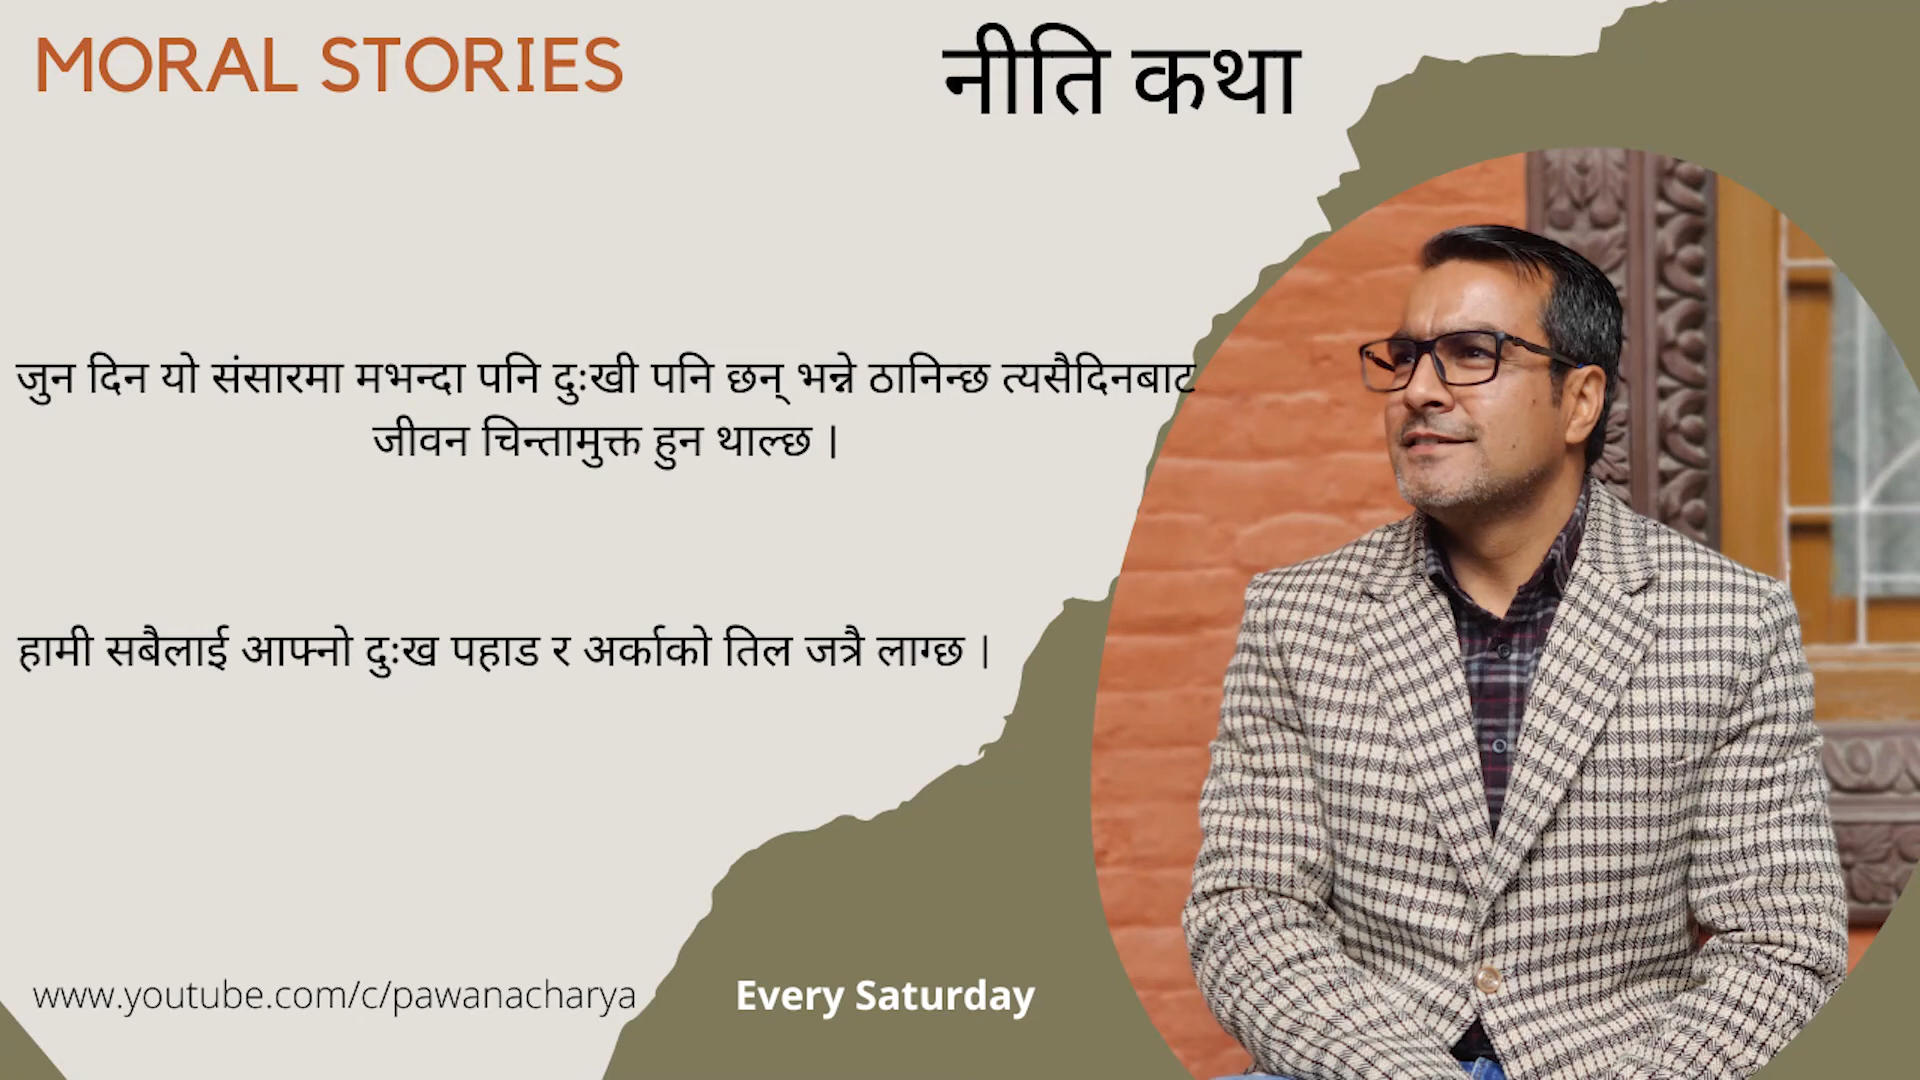 MORAL STORIES
नीति कथा
जुन दिन यो संसारमा मभन्दा पनि दुःखी पनि छन् भन्ने ठानिन्छ त्यसैदिनबाट
जीवन चिन्तामुक्त हुन थाल्छ ।
हामी सबैलाई आफ्नो दुःख पहाड र अर्काको तिल जत्रै लाग्छ ।
www.youtube.com/c/pawanacharya
Every Saturday